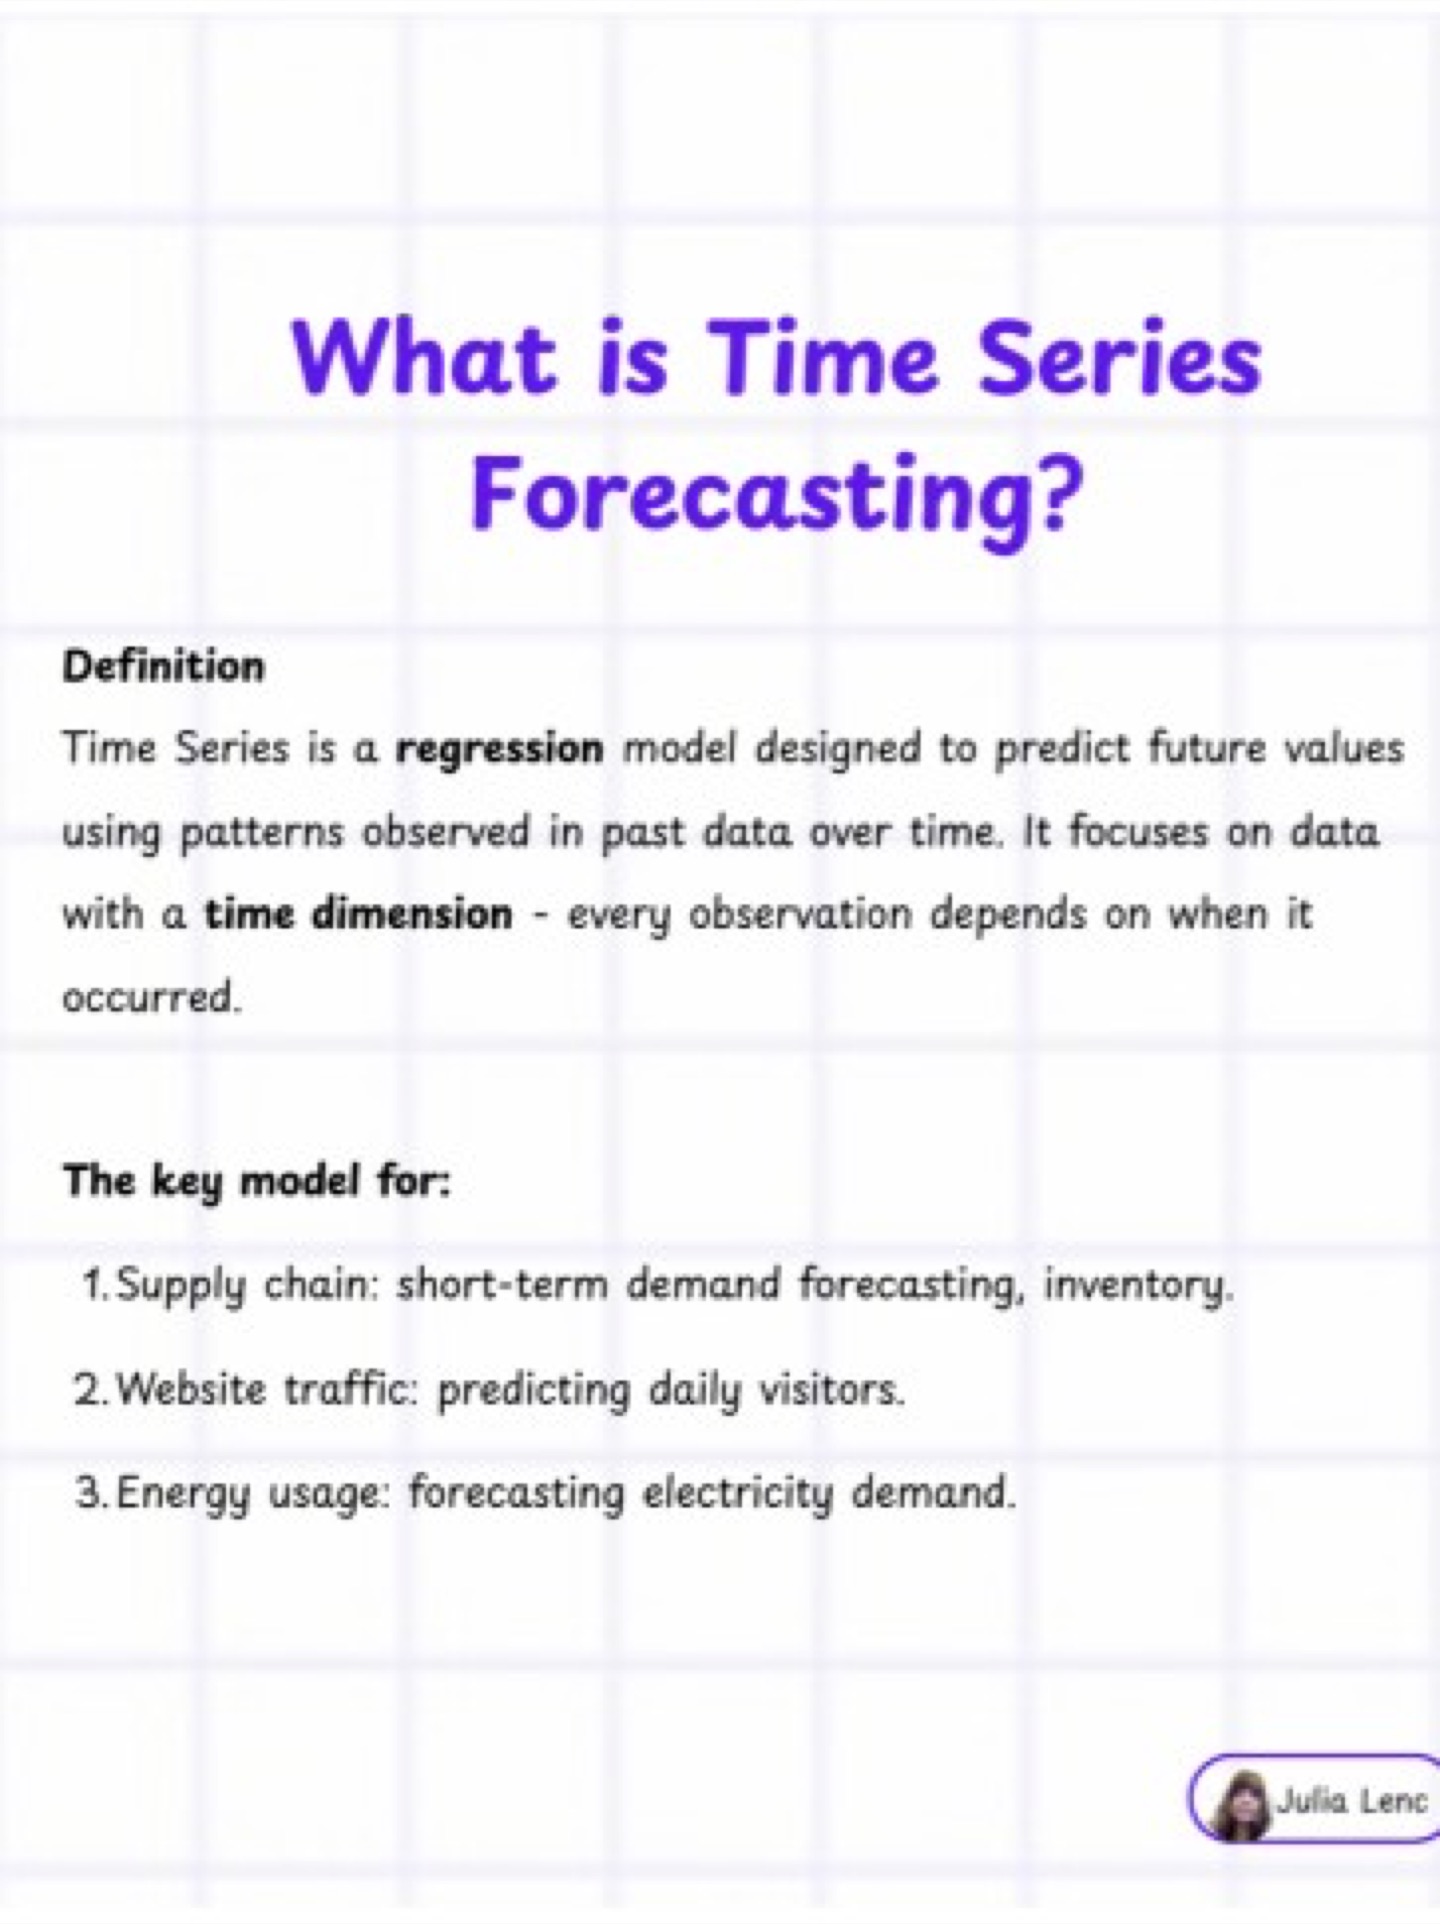 What is Time Series
Forecasting?
Definition
Time Series is a regression model designed to predict future values
using patterns observed in past data over time. It focuses on data
with a time dimension - every observation depends on when it
occurred.
The key model for:
1. Supply chain: short-term demand forecasting, inventory.
2. Website traffic: predicting daily visitors.
3. Energy usage: forecasting electricity demand.
Julia Lenc